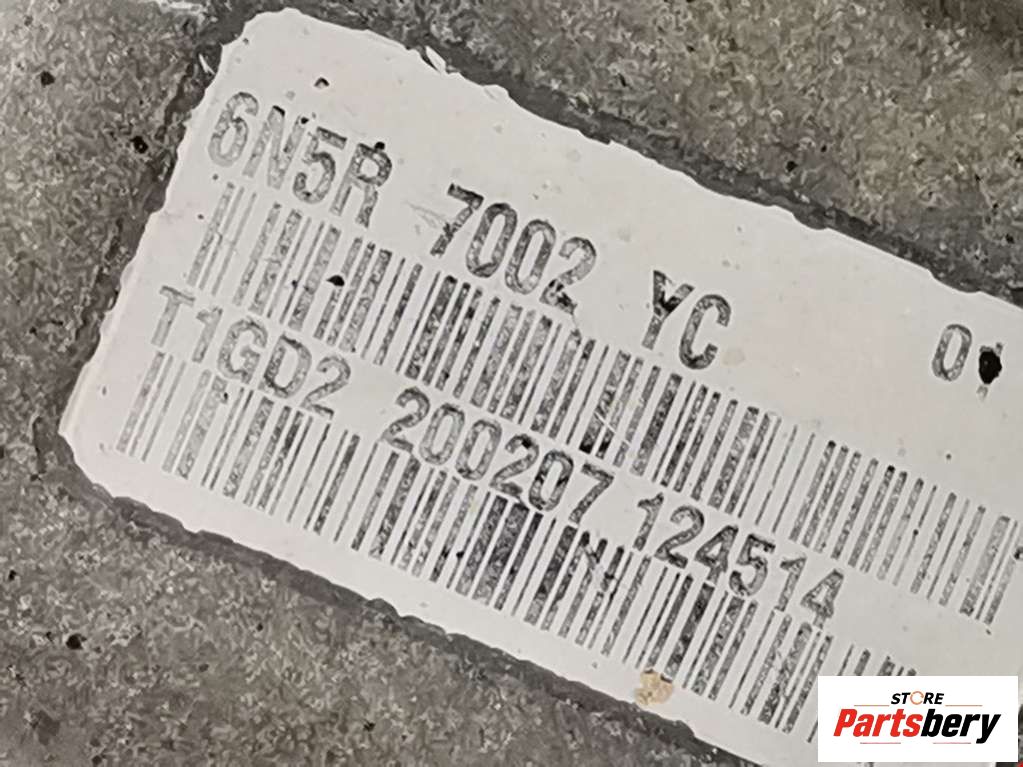 6N5R 7002 YC
T1GD2 200207 124514
STORE
Partsbery